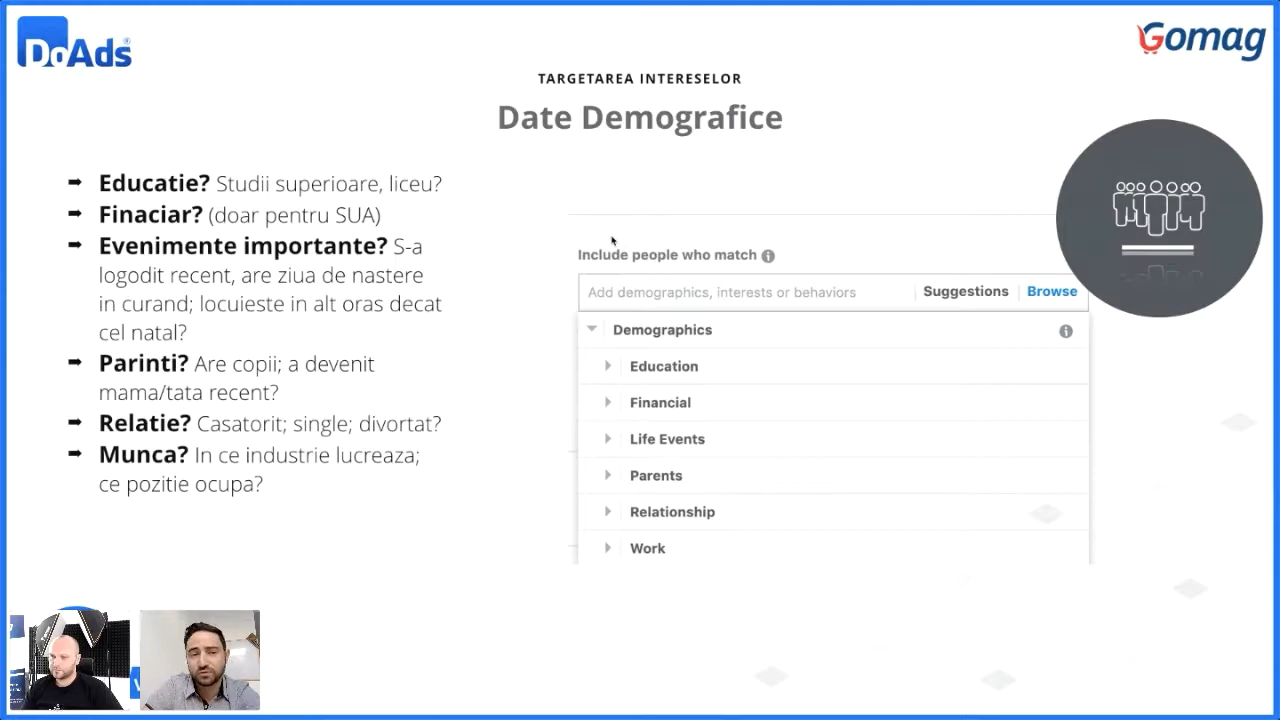 DoAds
Gomag
TARGETAREA INTERESELOR
Date Demografice
➡ Educatie? Studii superioare, liceu?
➡ Finaciar? (doar pentru SUA)
➡ Evenimente importante? S-a
logodit recent, are ziua de nastere
in curand; locuieste in alt oras decat
cel natal?
➡ Parinti? Are copii; a devenit
mama/tata recent?
➡ Relatie? Casatorit; single; divortat?
➡ Munca? In ce industrie lucreaza;
ce pozitie ocupa?
Include people who match
Add demographics, interests or behaviors Suggestions Browse
Demographics
Education
Financial
Life Events
Parents
Relationship
Work